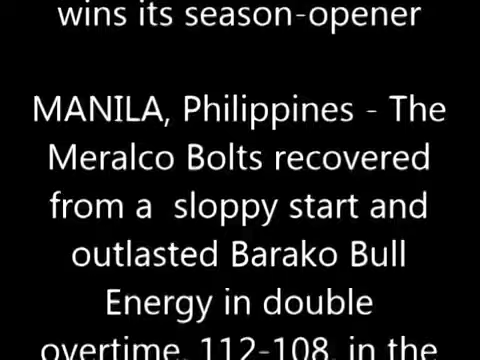 wins its season-opener
MANILA, Philippines - The
Meralco Bolts recovered
from a  sloppy start and
outlasted Barako Bull
Energy in double
overtime, 112-108, in the